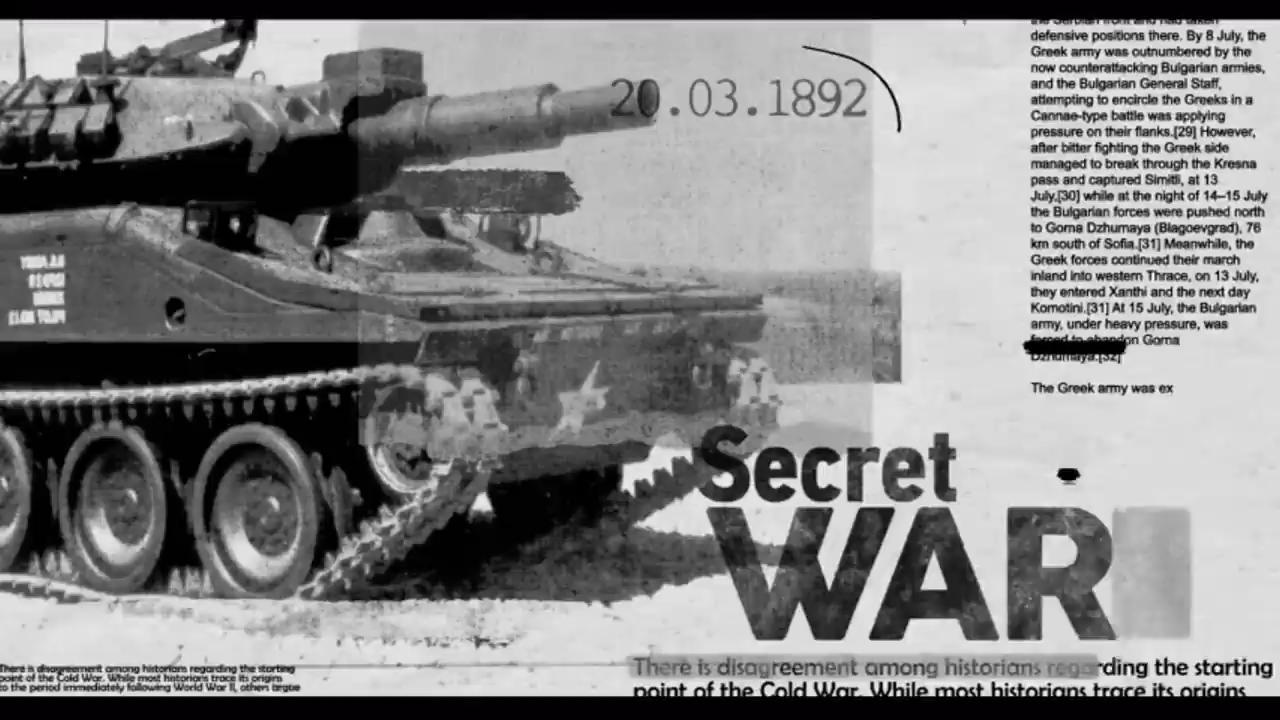 20.03.1892
the Serbian front and had taken
defensive positions there. By 8 July, the
Greek army was outnumbered by the
now counterattacking Bulgarian armies,
and the Bulgarian General Staff,
attempting to encircle the Greeks in a
Cannae-type battle was applying
pressure on their flanks.[29] However,
after bitter fighting the Greek side
managed to break through the Kresna
pass and captured Simitli, at 13
July.[30] while at the night of 14–15 July
the Bulgarian forces were pushed north
to Gorna Dzhumaya (Blagoevgrad), 76
km south of Sofia.[31] Meanwhile, the
Greek forces continued their march
inland into western Thrace, on 13 July,
they entered Xanthi and the next day
Komotini.[31] At 15 July, the Bulgarian
army, under heavy pressure, was
forced to abandon Gorna
Dzhumaya.[32]
The Greek army was ex
Secret
WAR
There is disagreement among historians regarding the starting
point of the Cold War. While most historians trace its origins
to the period immediately following World War II, others argue
There is disagreement among historians regarding the starting
point of the Cold War. While most historians trace its origins